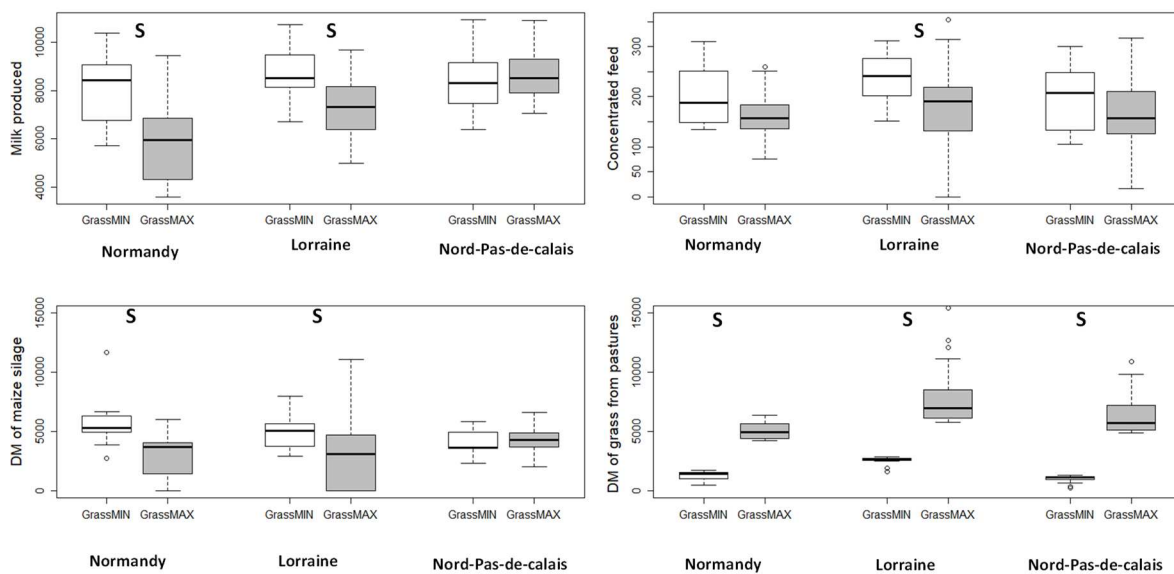 S S
Milk produced
10000
8000
6000
4000
GrassMIN GrassMAX GrassMIN GrassMAX GrassMIN GrassMAX
Normandy Lorraine Nord-Pas-de-calais
S
Concentrated feed
300
200
100
50
0
GrassMIN GrassMAX GrassMIN GrassMAX GrassMIN GrassMAX
Normandy Lorraine Nord-Pas-de-calais
S S
DM of maize silage
15000
10000
5000
0
GrassMIN GrassMAX GrassMIN GrassMAX GrassMIN GrassMAX
Normandy Lorraine Nord-Pas-de-calais
S S S
DM of grass from pastures
15000
10000
5000
0
GrassMIN GrassMAX GrassMIN GrassMAX GrassMIN GrassMAX
Normandy Lorraine Nord-Pas-de-calais